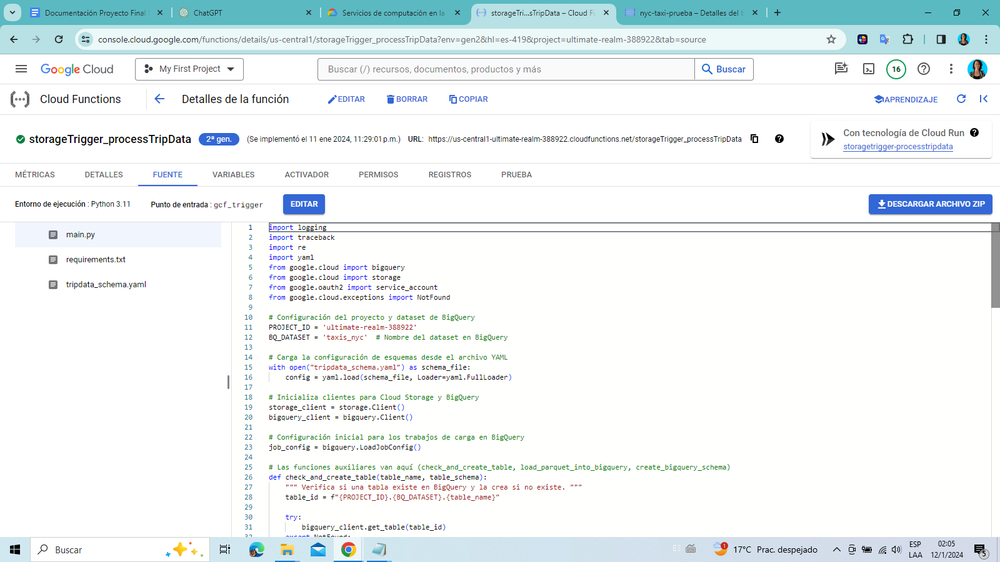 Documentación Proyecto Final
ChatGPT
Servicios de computación en la
storageTri...sTripData – Cloud Fu
nyc-taxi-prueba – Detalles del b
console.cloud.google.com/functions/details/us-central1/storageTrigger_processTripData?env=gen2&hl=es-419&project=ultimate-realm-388922&tab=source
Google Cloud
My First Project
Buscar (/) recursos, documentos, productos y más
Buscar
16
Cloud Functions
Detalles de la función
EDITAR
BORRAR
COPIAR
APRENDIZAJE
storageTrigger_processTripData
2ª gen.
(Se implementó el 11 ene 2024, 11:29:01 p.m.)
URL: https://us-central1-ultimate-realm-388922.cloudfunctions.net/storageTrigger_processTripData
Con tecnología de Cloud Run
storagetrigger-processtripdata
MÉTRICAS
DETALLES
FUENTE
VARIABLES
ACTIVADOR
PERMISOS
REGISTROS
PRUEBA
Entorno de ejecución : Python 3.11
Punto de entrada : gcf_trigger
EDITAR
DESCARGAR ARCHIVO ZIP
main.py
requirements.txt
tripdata_schema.yaml
1 import logging
2 import traceback
3 import re
4 import yaml
5 from google.cloud import bigquery
6 from google.cloud import storage
7 from google.oauth2 import service_account
8 from google.cloud.exceptions import NotFound
9
10 # Configuración del proyecto y dataset de BigQuery
11 PROJECT_ID = 'ultimate-realm-388922'
12 BQ_DATASET = 'taxis_nyc'  # Nombre del dataset en BigQuery
13
14 # Carga la configuración de esquemas desde el archivo YAML
15 with open("tripdata_schema.yaml") as schema_file:
16     config = yaml.load(schema_file, Loader=yaml.FullLoader)
17
18 # Inicializa clientes para Cloud Storage y BigQuery
19 storage_client = storage.Client()
20 bigquery_client = bigquery.Client()
21
22 # Configuración inicial para los trabajos de carga en BigQuery
23 job_config = bigquery.LoadJobConfig()
24
25 # Las funciones auxiliares van aquí (check_and_create_table, load_parquet_into_bigquery, create_bigquery_schema)
26 def check_and_create_table(table_name, table_schema):
27     """ Verifica si una tabla existe en BigQuery y la crea si no existe. """
28     table_id = f"{PROJECT_ID}.{BQ_DATASET}.{table_name}"
29
30     try:
31         bigquery_client.get_table(table_id)
32     except NotFound:
Buscar
ES
1
17°C Prac. despejado
ESP
LAA
02:05
12/1/2024
5